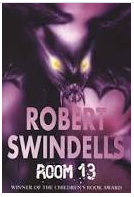 ROBERT
SWINDELLS
ROOM 13
WINNER OF THE CHILDREN'S BOOK AWARD